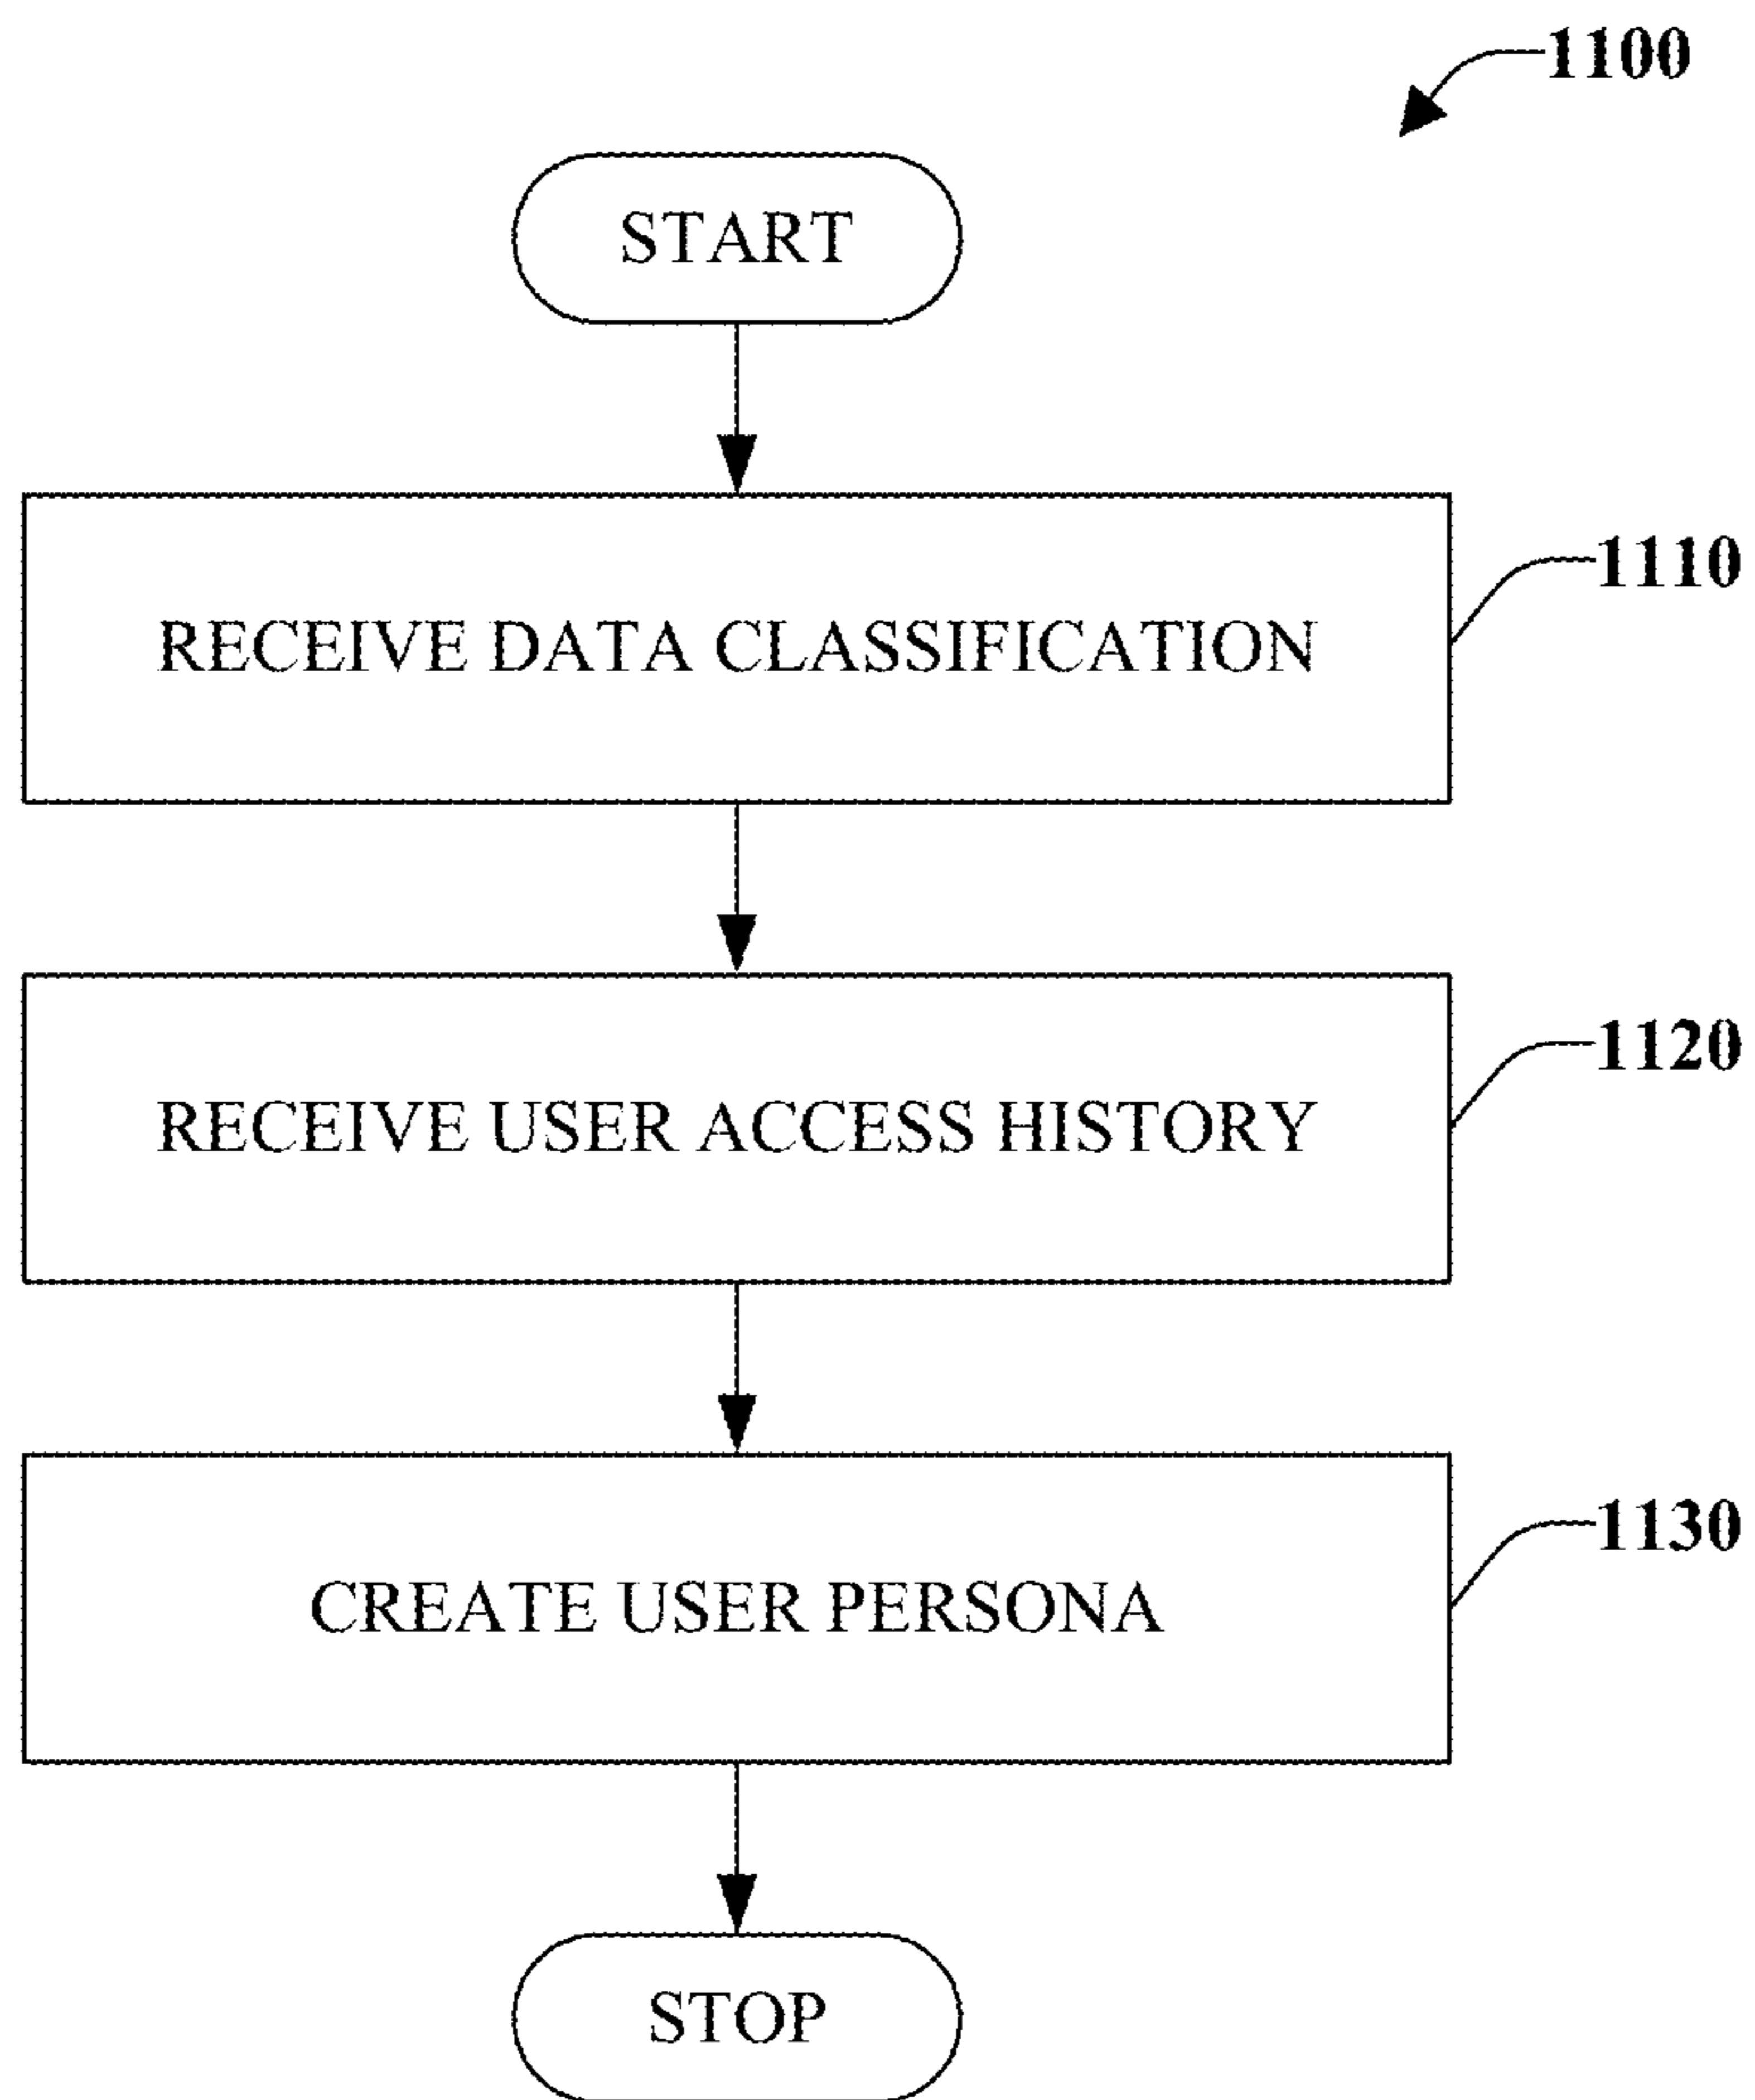 1100
START
RECEIVE DATA CLASSIFICATION
1110
RECEIVE USER ACCESS HISTORY
1120
CREATE USER PERSONA
1130
STOP